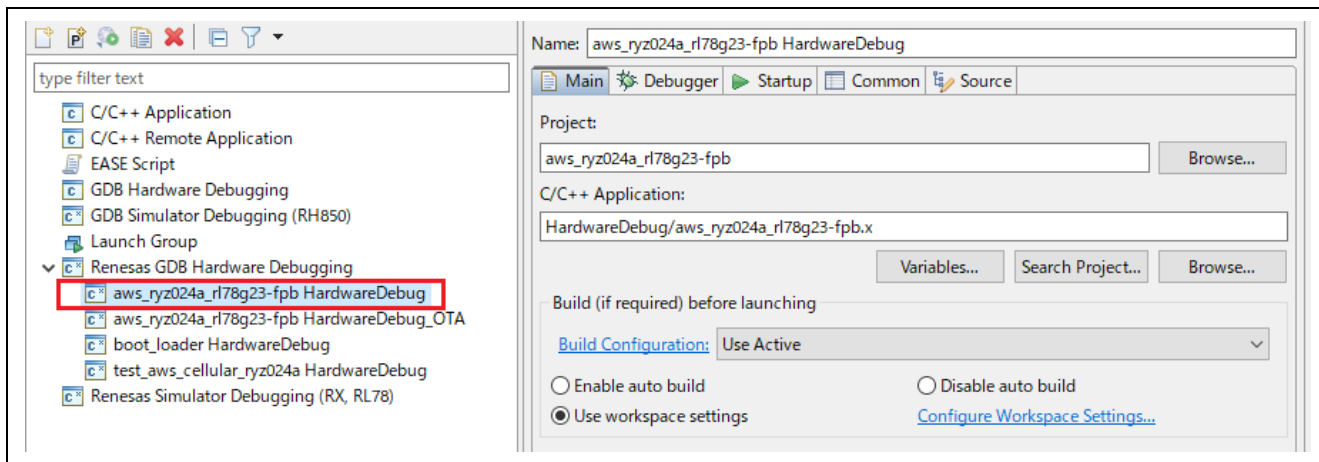 type filter text
C/C++ Application
C/C++ Remote Application
EASE Script
GDB Hardware Debugging
GDB Simulator Debugging (RH850)
Launch Group
Renesas GDB Hardware Debugging
aws_ryz024a_rl78g23-fpb HardwareDebug
aws_ryz024a_rl78g23-fpb HardwareDebug_OTA
boot_loader HardwareDebug
test_aws_cellular_ryz024a HardwareDebug
Renesas Simulator Debugging (RX, RL78)
Name: aws_ryz024a_rl78g23-fpb HardwareDebug
Main Debugger Startup Common Source
Project:
aws_ryz024a_rl78g23-fpb Browse...
C/C++ Application:
HardwareDebug/aws_ryz024a_rl78g23-fpb.x
Variables... Search Project... Browse...
Build (if required) before launching
Build Configuration: Use Active
Enable auto build Disable auto build
Use workspace settings Configure Workspace Settings...